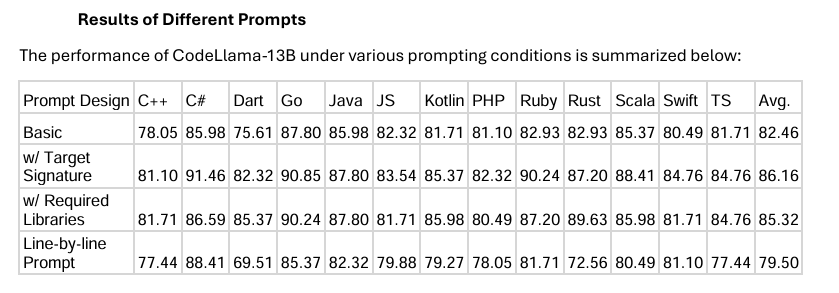 Results of Different Prompts
The performance of CodeLlama-13B under various prompting conditions is summarized below:
Prompt Design C++ C# Dart Go Java JS Kotlin PHP Ruby Rust Scala Swift TS Avg.
Basic 78.05 85.98 75.61 87.80 85.98 82.32 81.71 81.10 82.93 82.93 85.37 80.49 81.71 82.46
w/ Target
Signature 81.10 91.46 82.32 90.85 87.80 83.54 85.37 82.32 90.24 87.20 88.41 84.76 84.76 86.16
w/ Required
Libraries 81.71 86.59 85.37 90.24 87.80 81.71 85.98 80.49 87.20 89.63 85.98 81.71 84.76 85.32
Line-by-line
Prompt 77.44 88.41 69.51 85.37 82.32 79.88 79.27 78.05 81.71 72.56 80.49 81.10 77.44 79.50